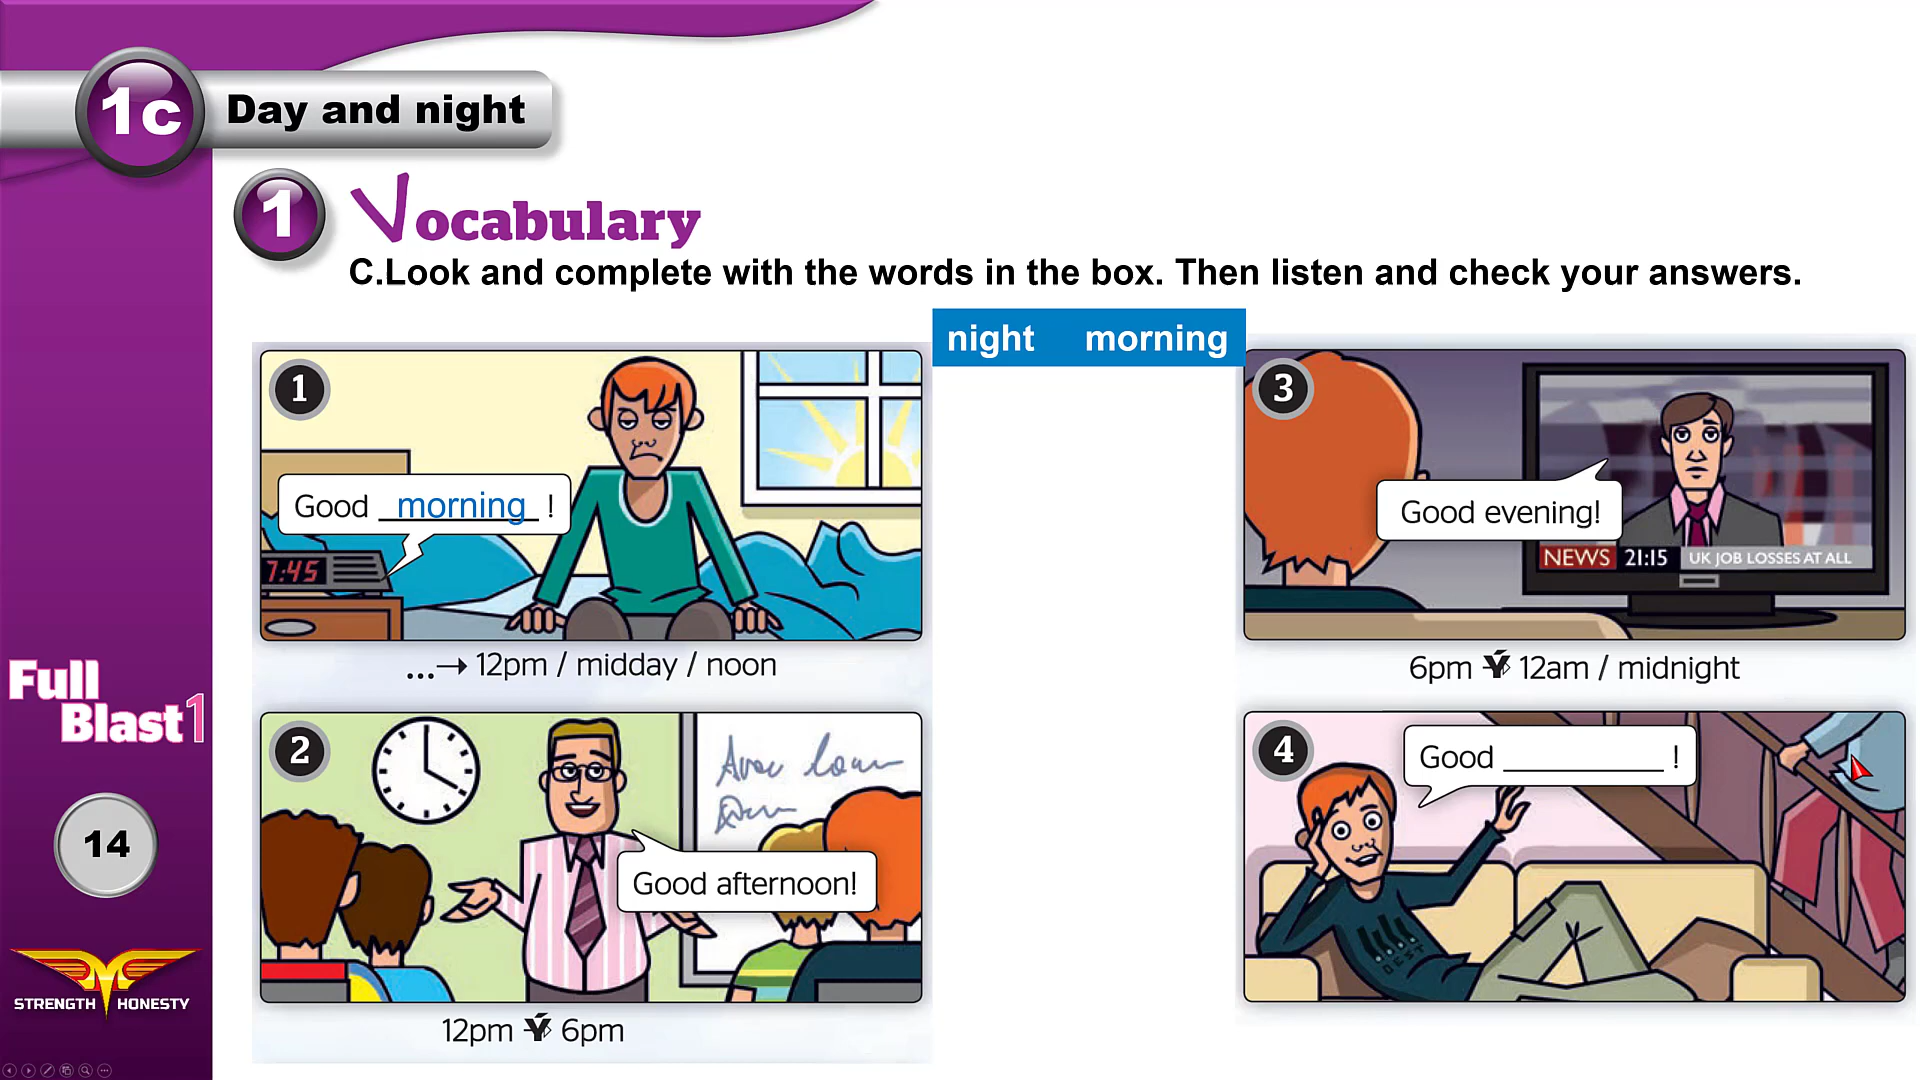 1c Day and night
1 Vocabulary
C.Look and complete with the words in the box. Then listen and check your answers.
night morning
1
Good morning !
7:45
...→ 12pm / midday / noon
2
Good afternoon!
12pm 6pm
3
Good evening!
NEWS 21:15 UK JOB LOSSES AT ALL
6pm 12am / midnight
4
Good __________ !
BEST
Full
Blast 1
14
STRENGTH HONESTY